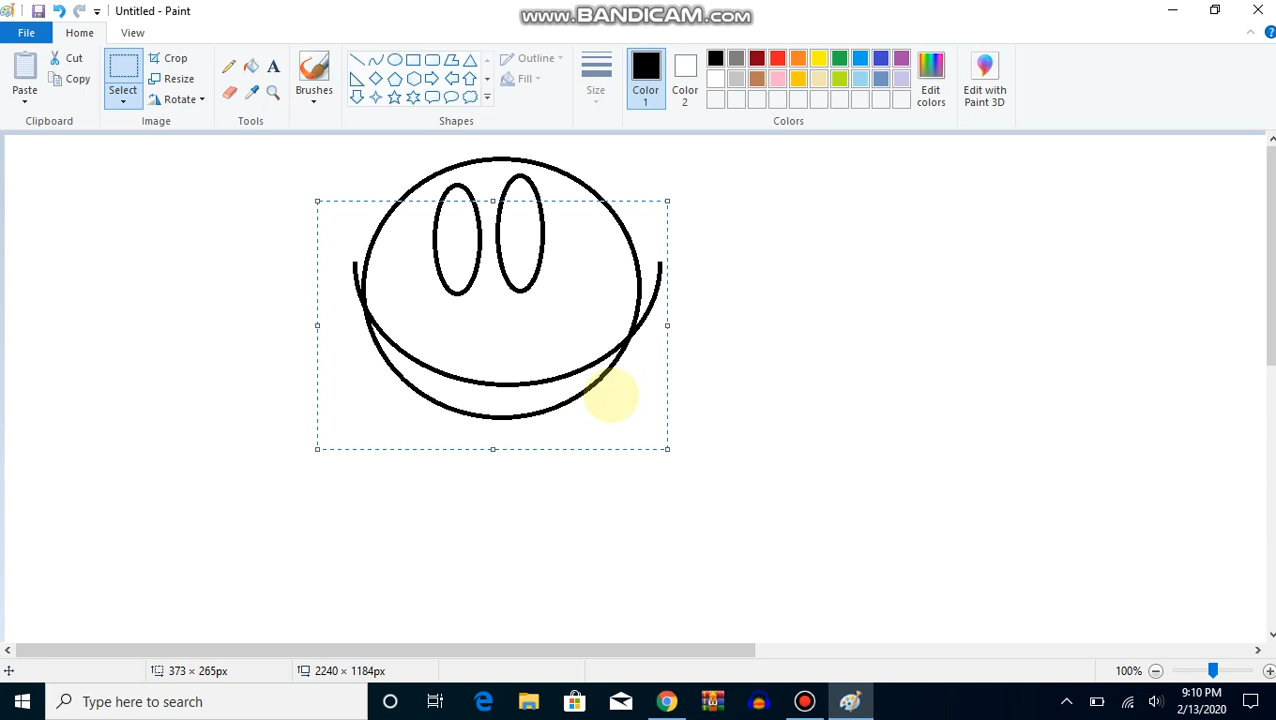 Untitled - Paint
www.BANDICAM.com
File Home View
Paste
Cut
Copy
Clipboard
Select
Crop
Resize
Rotate
Image
Tools
Brushes
Shapes
Outline
Fill
Size
Color 1
Color 2
Edit colors
Colors
Edit with Paint 3D
373 × 265px
2240 × 1184px
100%
Type here to search
9:10 PM
2/13/2020